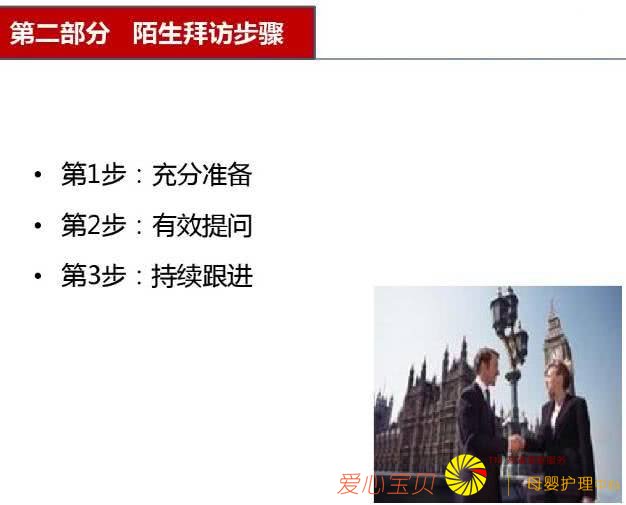 第二部分 陌生拜访步骤
• 第1步：充分准备
• 第2步：有效提问
• 第3步：持续跟进
爱心宝贝
母婴护理